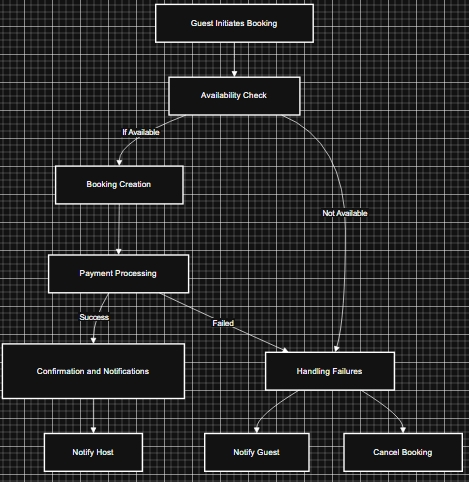 Guest Initiates Booking
Availability Check
If Available
Booking Creation
Not Available
Payment Processing
Success
Failed
Confirmation and Notifications
Handling Failures
Notify Host
Notify Guest
Cancel Booking